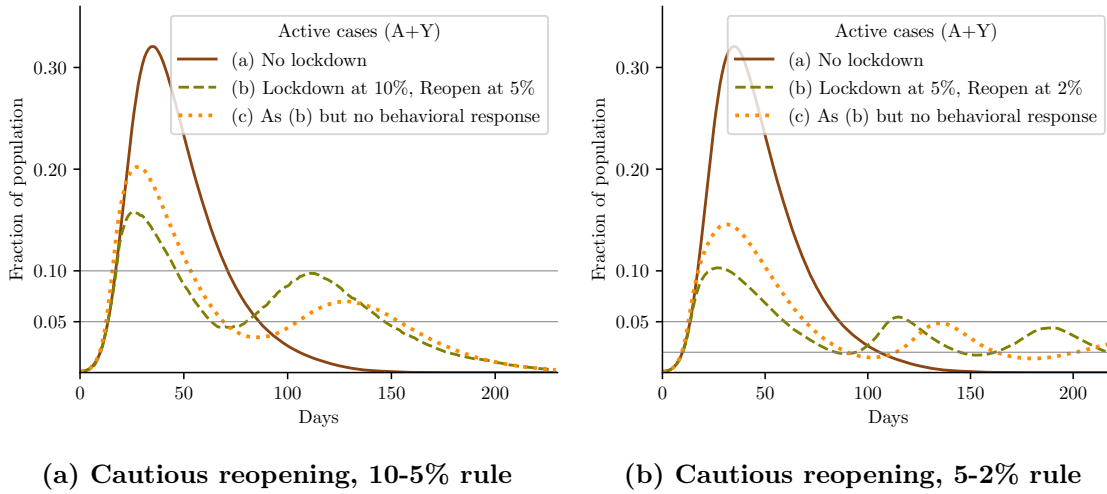 Active cases (A+Y)
(a) No lockdown
(b) Lockdown at 10%, Reopen at 5%
(c) As (b) but no behavioral response
Fraction of population
0.30
0.20
0.10
0.05
0
50
100
150
200
Days
(a) Cautious reopening, 10-5% rule
Active cases (A+Y)
(a) No lockdown
(b) Lockdown at 5%, Reopen at 2%
(c) As (b) but no behavioral response
Fraction of population
0.30
0.20
0.10
0.05
0
50
100
150
200
Days
(b) Cautious reopening, 5-2% rule